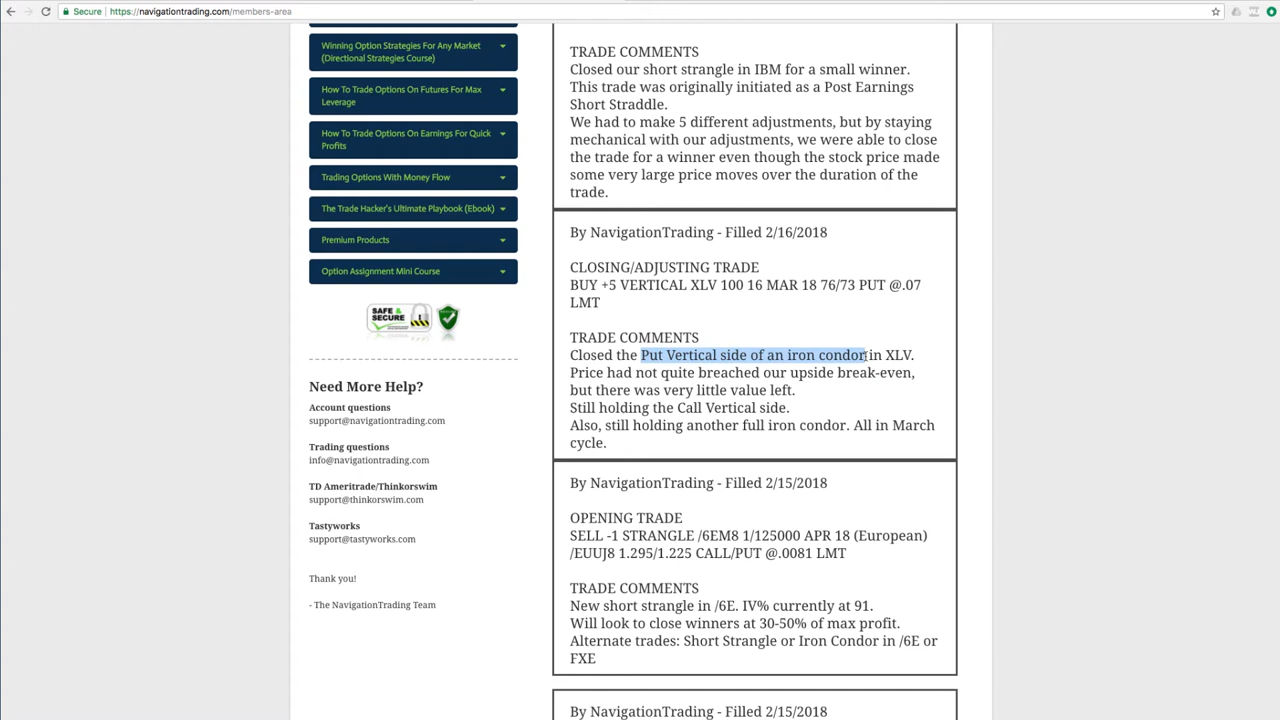 Secure
https://navigationtrading.com/members-area
Winning Option Strategies For Any Market
(Directional Strategies Course)
How To Trade Options On Futures For Max
Leverage
How To Trade Options On Earnings For Quick
Profits
Trading Options With Money Flow
The Trade Hacker's Ultimate Playbook (Ebook)
Premium Products
Option Assignment Mini Course
SAFE &
SECURE
Need More Help?
Account questions
support@navigationtrading.com
Trading questions
info@navigationtrading.com
TD Ameritrade/Thinkorswim
support@thinkorswim.com
Tastyworks
support@tastyworks.com
Thank you!
- The NavigationTrading Team
TRADE COMMENTS
Closed our short strangle in IBM for a small winner.
This trade was originally initiated as a Post Earnings
Short Straddle.
We had to make 5 different adjustments, but by staying
mechanical with our adjustments, we were able to close
the trade for a winner even though the stock price made
some very large price moves over the duration of the
trade.
By NavigationTrading - Filled 2/16/2018
CLOSING/ADJUSTING TRADE
BUY +5 VERTICAL XLV 100 16 MAR 18 76/73 PUT @.07
LMT
TRADE COMMENTS
Closed the Put Vertical side of an iron condor in XLV.
Price had not quite breached our upside break-even,
but there was very little value left.
Still holding the Call Vertical side.
Also, still holding another full iron condor. All in March
cycle.
By NavigationTrading - Filled 2/15/2018
OPENING TRADE
SELL -1 STRANGLE /6EM8 1/125000 APR 18 (European)
/EUUJ8 1.295/1.225 CALL/PUT @.0081 LMT
TRADE COMMENTS
New short strangle in /6E. IV% currently at 91.
Will look to close winners at 30-50% of max profit.
Alternate trades: Short Strangle or Iron Condor in /6E or
FXE
By NavigationTrading - Filled 2/15/2018